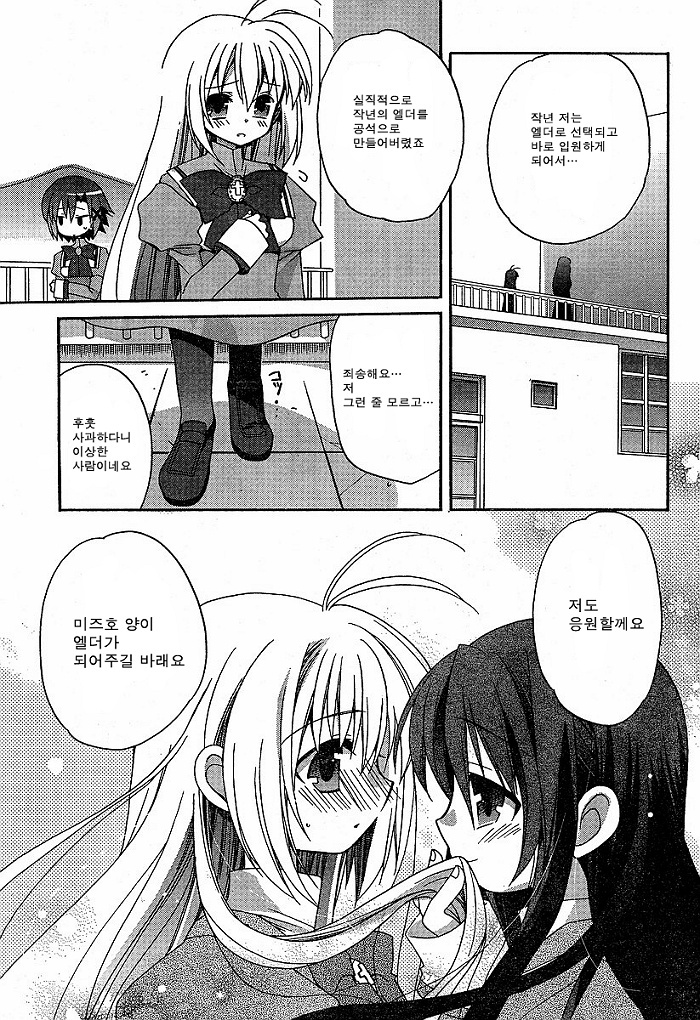 작년 저는
엘더로 선택되고
바로 입원하게
되어서…
실직적으로
작년의 엘더를
공석으로
만들어버렸죠
죄송해요…
저
그런 줄 모르고…
후훗
사과하다니
이상한
사람이네요
저도
응원할께요
미즈호 양이
엘더가
되어주길 바래요